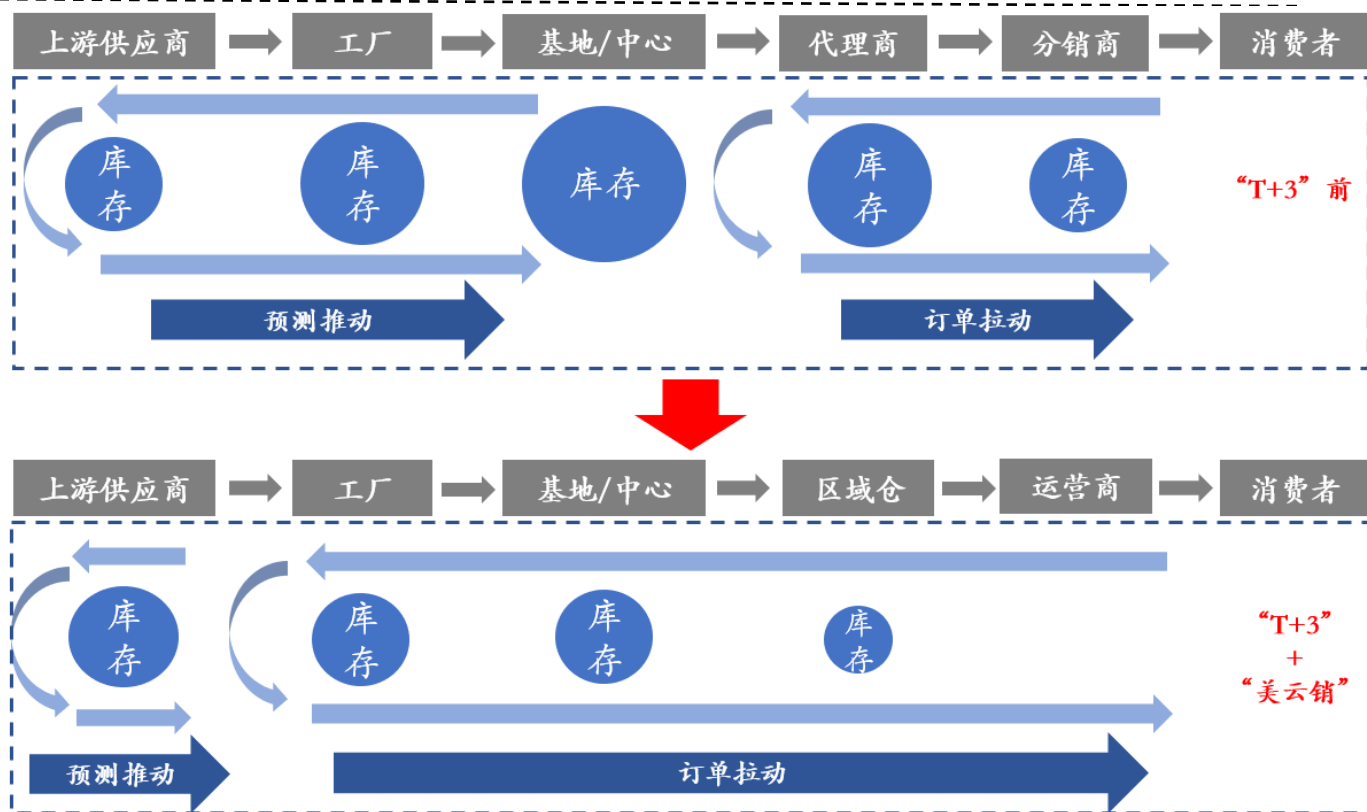 上游供应商 工厂 基地/中心 代理商 分销商 消费者
库存 库存 库存 库存 库存
“T+3”前
预测推动 订单拉动
上游供应商 工厂 基地/中心 区域仓 运营商 消费者
库存 库存 库存 库存
“T+3”
+
“美云销”
预测推动 订单拉动